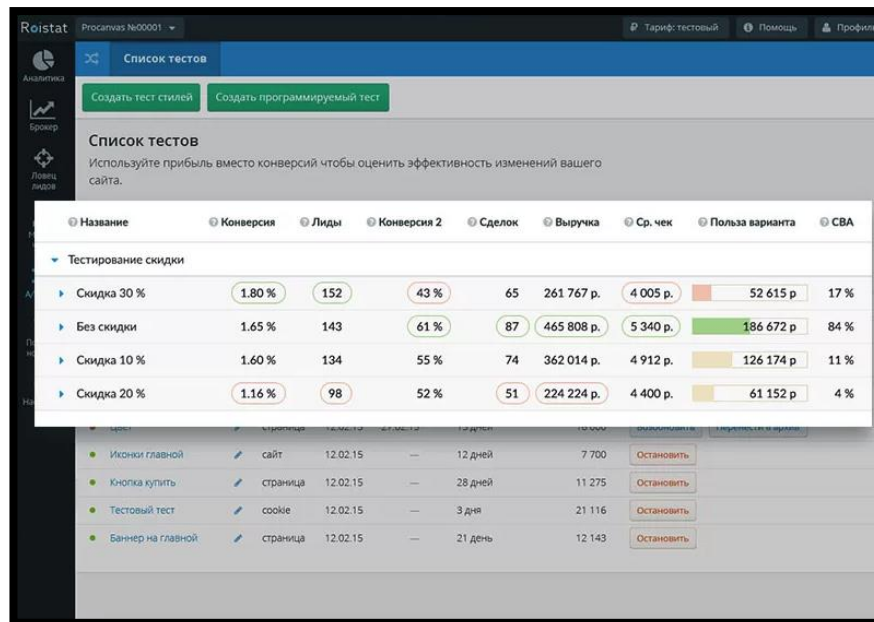 Roistat Procanvas №00001 ₽ Тариф: тестовый Помощь Профиль
Аналитика
Список тестов
Брокер
Создать тест стилей Создать программируемый тест
Ловец лидов
Список тестов
Используйте прибыль вместо конверсий чтобы оценить эффективность изменений вашего
сайта.
Название Конверсия Лиды Конверсия 2 Сделок Выручка Ср. чек Польза варианта CBA
Тестирование скидки
Скидка 30 % 1.80 % 152 43 % 65 261 767 р. 4 005 р. 52 615 р 17 %
Без скидки 1.65 % 143 61 % 87 465 808 р. 5 340 р. 186 672 р 84 %
Скидка 10 % 1.60 % 134 55 % 74 362 014 р. 4 912 р. 126 174 р 11 %
Скидка 20 % 1.16 % 98 52 % 51 224 224 р. 4 400 р. 61 152 р 4 %
Иконки главной сайт 12.02.15 — 12 дней 7 700 Остановить
Кнопка купить страница 12.02.15 — 28 дней 11 275 Остановить
Тестовый тест cookie 12.02.15 — 3 дня 21 116 Остановить
Баннер на главной страница 12.02.15 — 21 день 12 143 Остановить